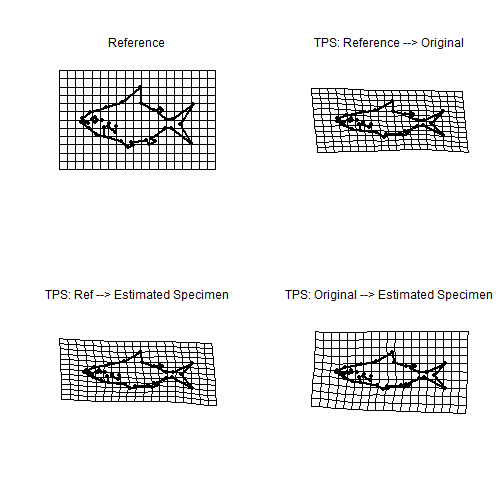 Reference
TPS: Reference --> Original
TPS: Ref --> Estimated Specimen
TPS: Original --> Estimated Specimen